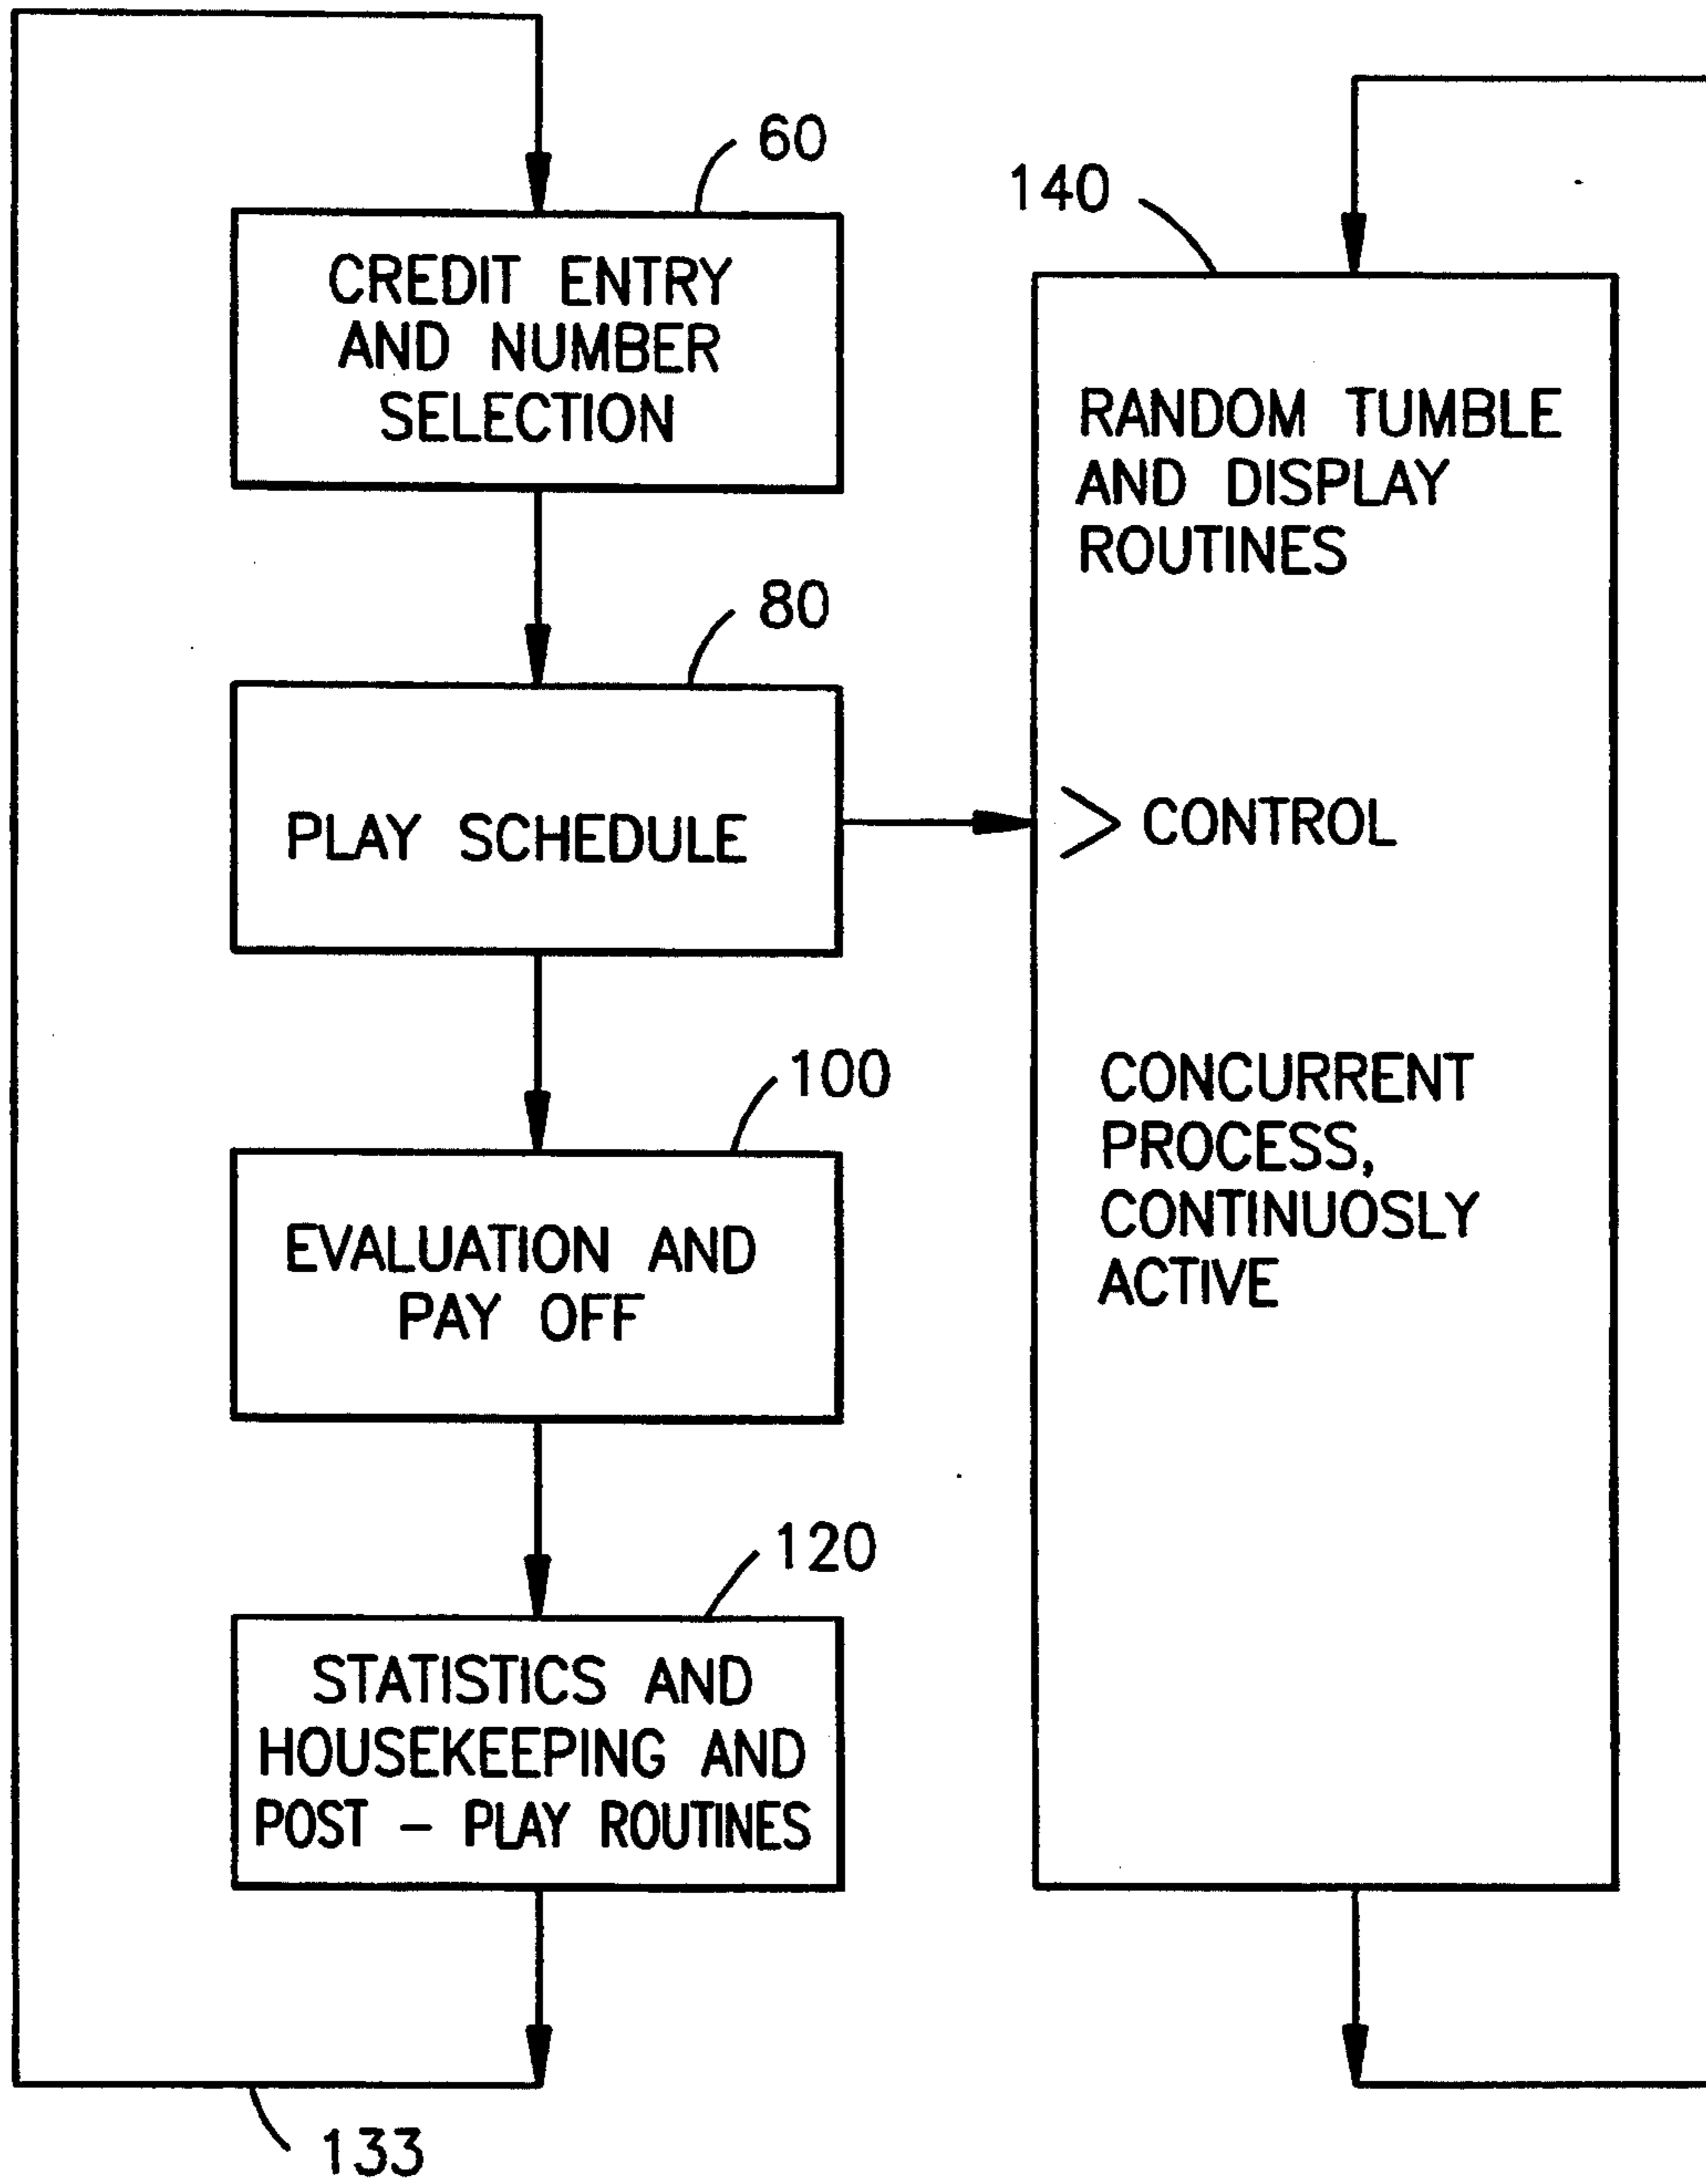 60
CREDIT ENTRY
AND NUMBER
SELECTION
80
PLAY SCHEDULE
100
EVALUATION AND
PAY OFF
120
STATISTICS AND
HOUSEKEEPING AND
POST – PLAY ROUTINES
133
140
RANDOM TUMBLE
AND DISPLAY
ROUTINES
> CONTROL
CONCURRENT
PROCESS,
CONTINUOSLY
ACTIVE